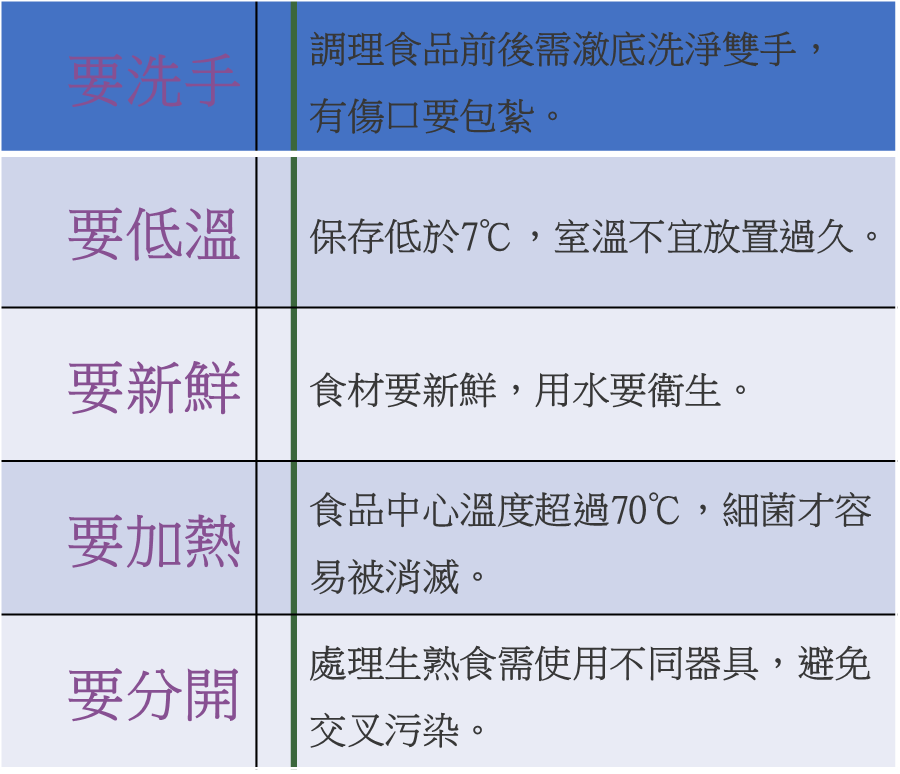 要洗手
調理食品前後需澈底洗淨雙手，
有傷口要包紮。
要低溫
保存低於7℃，室溫不宜放置過久。
要新鮮
食材要新鮮，用水要衛生。
要加熱
食品中心溫度超過70℃，細菌才容
易被消滅。
要分開
處理生熟食需使用不同器具，避免
交叉污染。